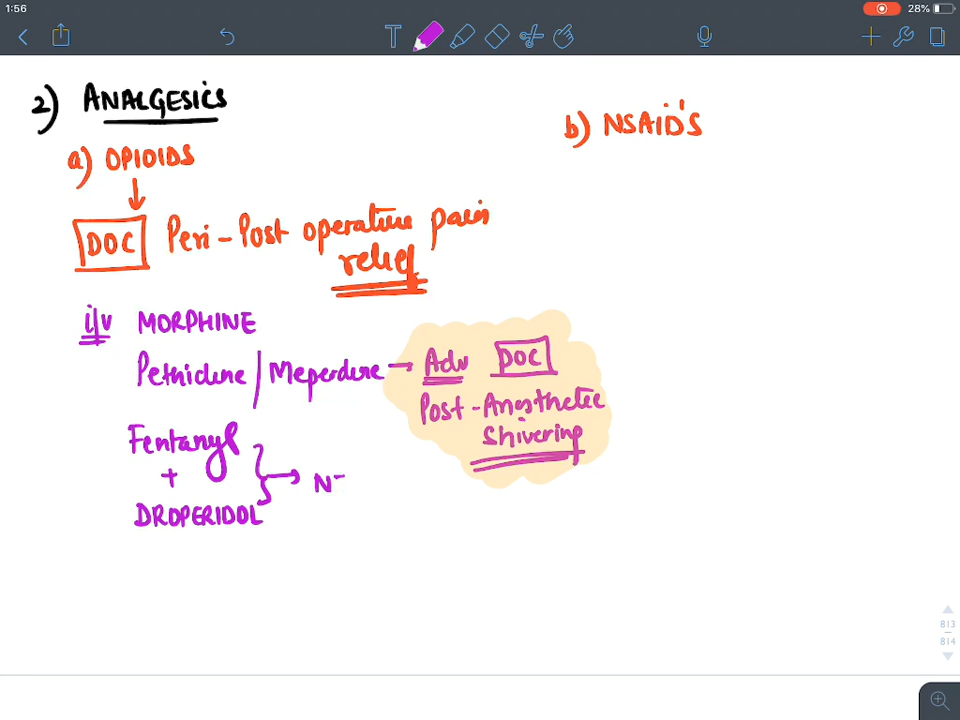 1:56
28%
T
2) ANALGESICS
a) OPIOIDS
b) NSAID'S
DOC Peri - Post operative pain
relief
i/v MORPHINE
Pethidine / Meperidine → Adv DOC
Post - Anesthetic
Shivering
Fentanyl
+
DROPERIDOL
→ N
813
814